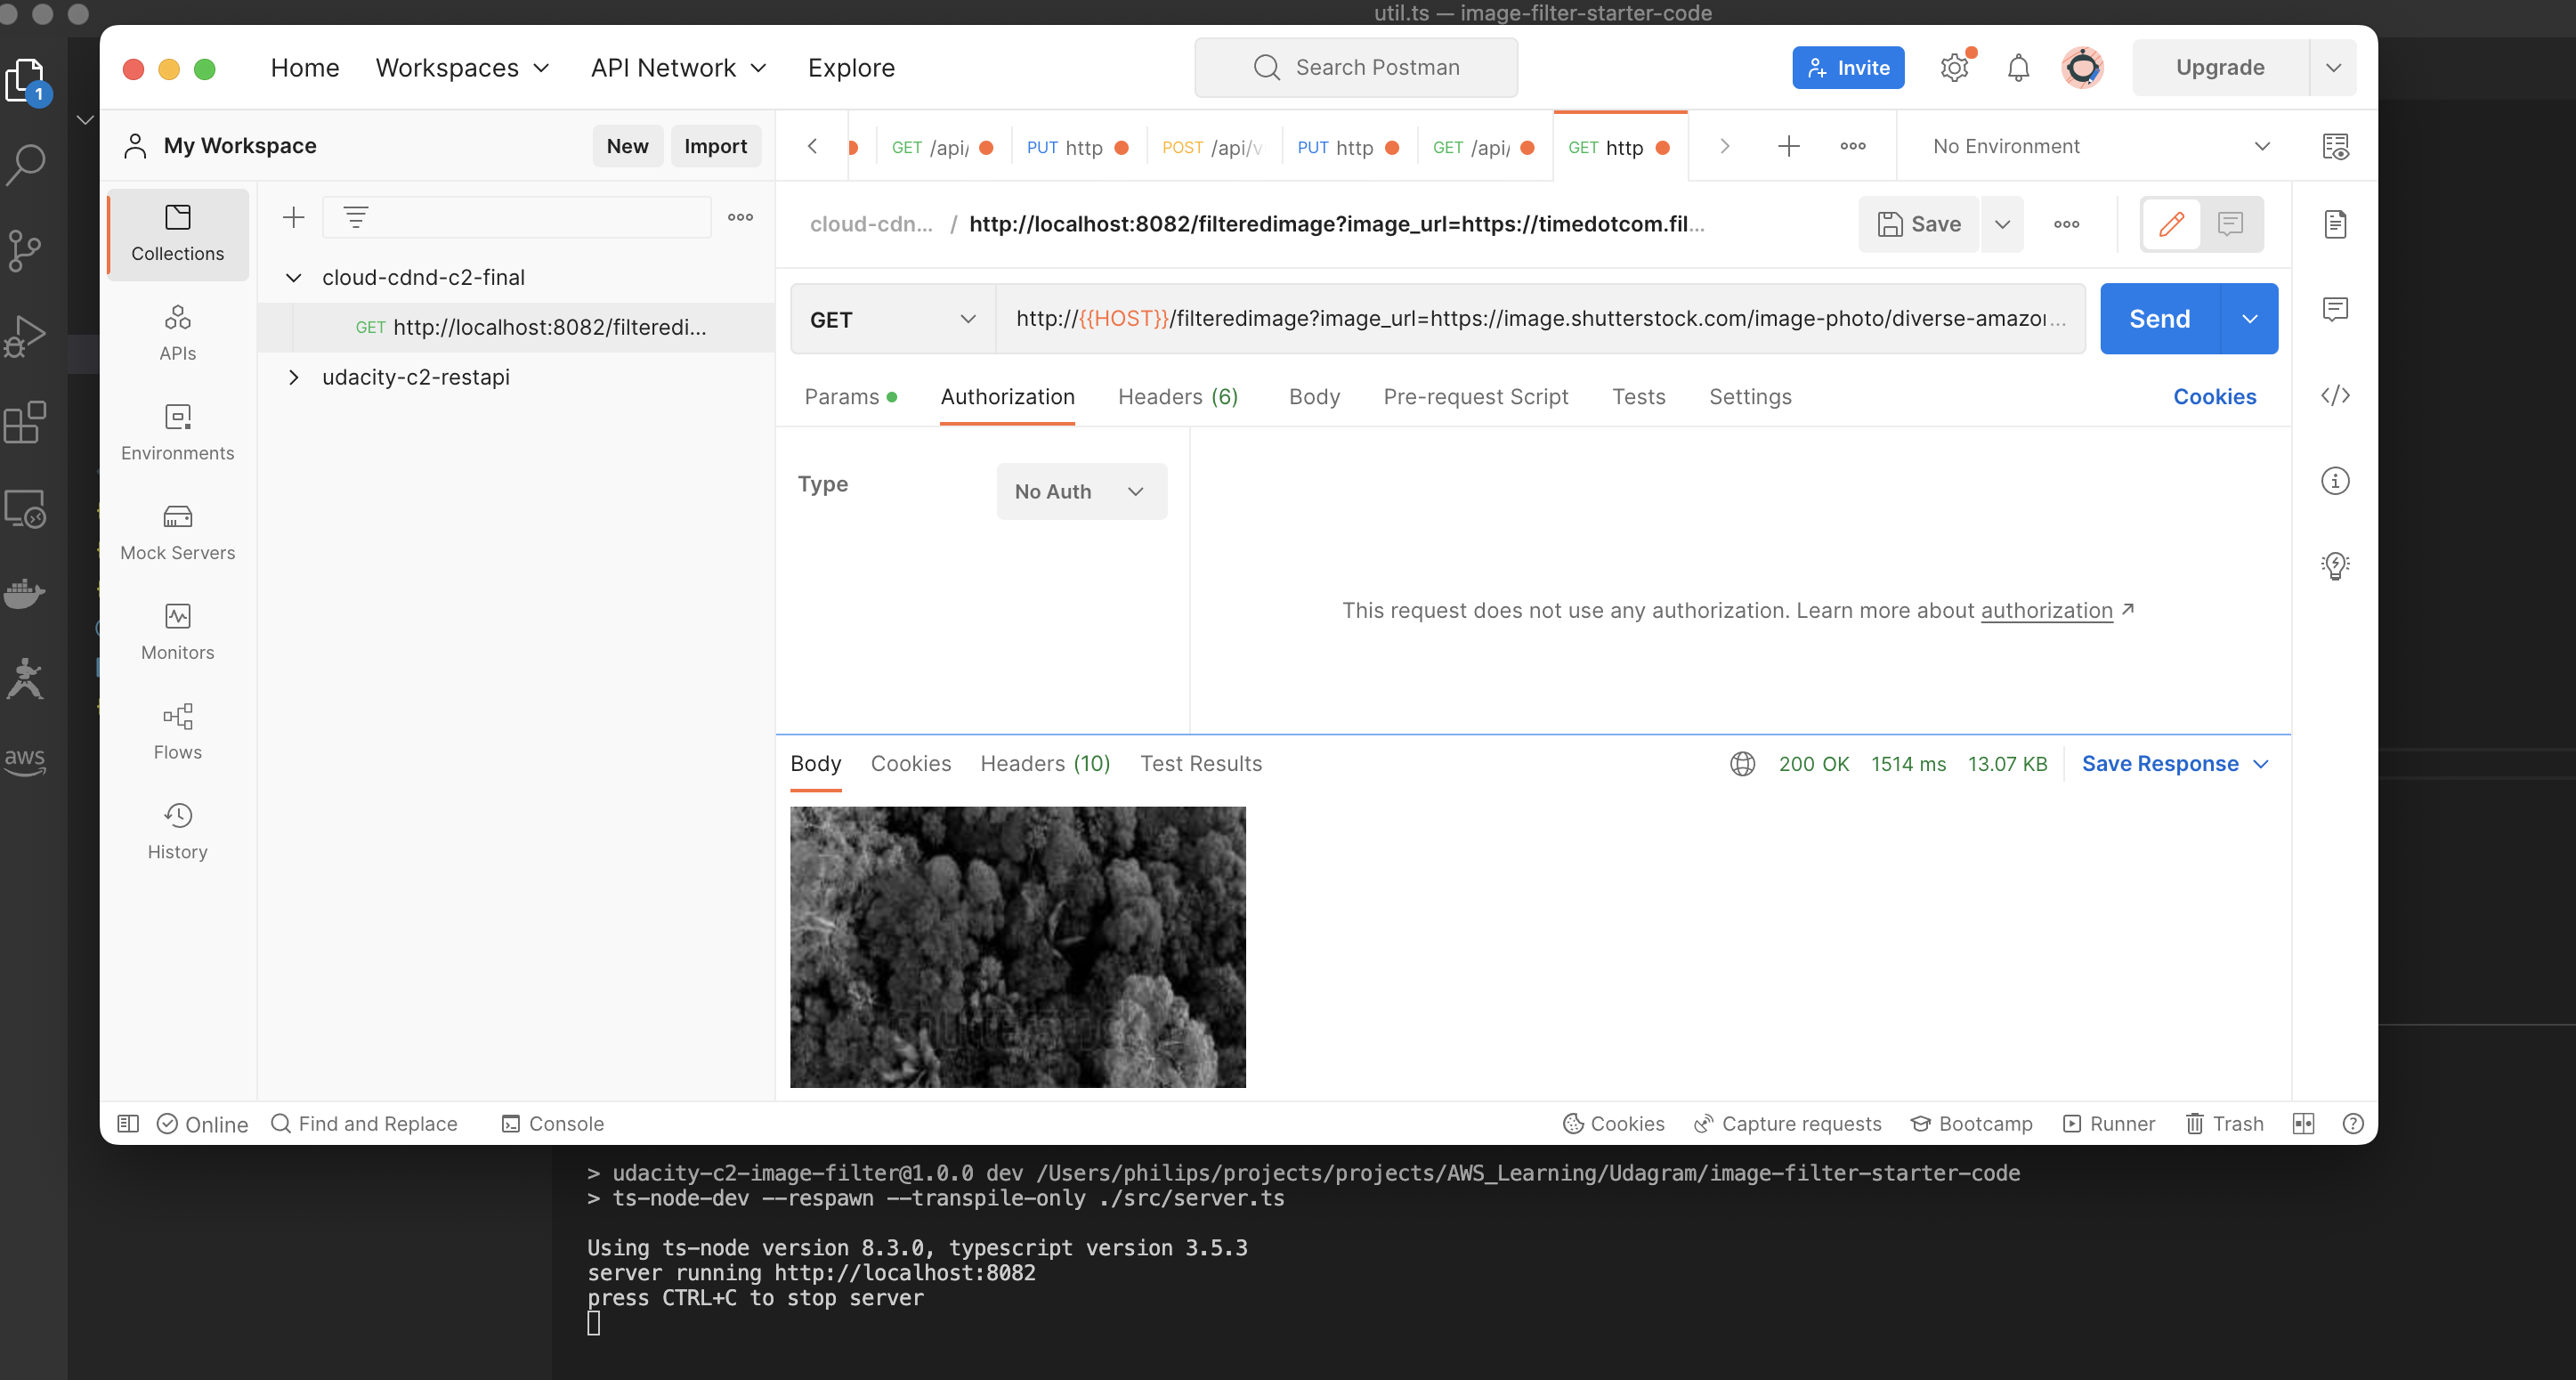 util.ts — image-filter-starter-code
1
Home
Workspaces
API Network
Explore
Search Postman
Invite
Upgrade
My Workspace
New
Import
GET /api/
PUT http
POST /api/v
PUT http
GET /api/
GET http
No Environment
Collections
APIs
Environments
Mock Servers
Monitors
Flows
History
cloud-cdnd-c2-final
GET http://localhost:8082/filteredi...
udacity-c2-restapi
cloud-cdn... / http://localhost:8082/filteredimage?image_url=https://timedotcom.fil...
Save
GET
http://{{HOST}}/filteredimage?image_url=https://image.shutterstock.com/image-photo/diverse-amazon...
Send
Params
Authorization
Headers (6)
Body
Pre-request Script
Tests
Settings
Cookies
Type
No Auth
This request does not use any authorization. Learn more about authorization
Body
Cookies
Headers (10)
Test Results
200 OK
1514 ms
13.07 KB
Save Response
shutterstock
aws
Online
Find and Replace
Console
Cookies
Capture requests
Bootcamp
Runner
Trash
> udacity-c2-image-filter@1.0.0 dev /Users/philips/projects/projects/AWS_Learning/Udagram/image-filter-starter-code
> ts-node-dev --respawn --transpile-only ./src/server.ts
Using ts-node version 8.3.0, typescript version 3.5.3
server running http://localhost:8082
press CTRL+C to stop server